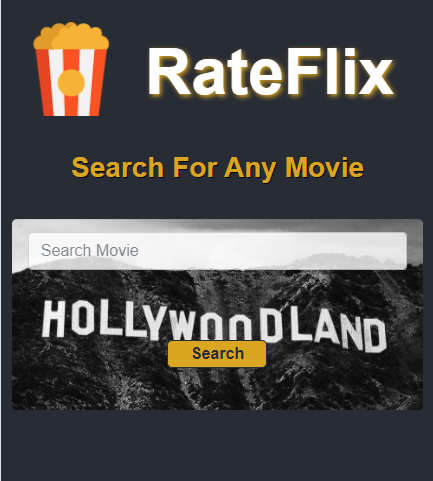 RateFlix
Search For Any Movie
Search Movie
HOLLYWOODLAND
Search